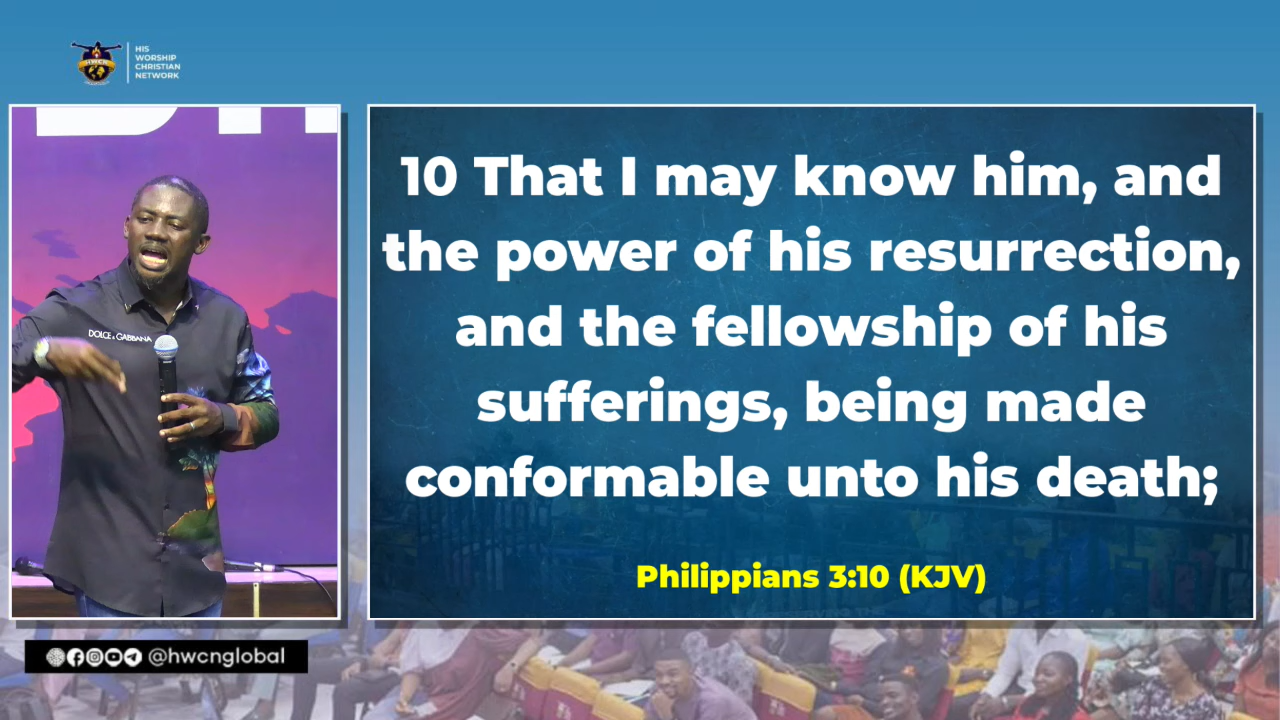 HIS
WORSHIP
CHRISTIAN
NETWORK
DOLCE & GABBANA
10 That I may know him, and
the power of his resurrection,
and the fellowship of his
sufferings, being made
conformable unto his death;
Philippians 3:10 (KJV)
@hwcnglobal